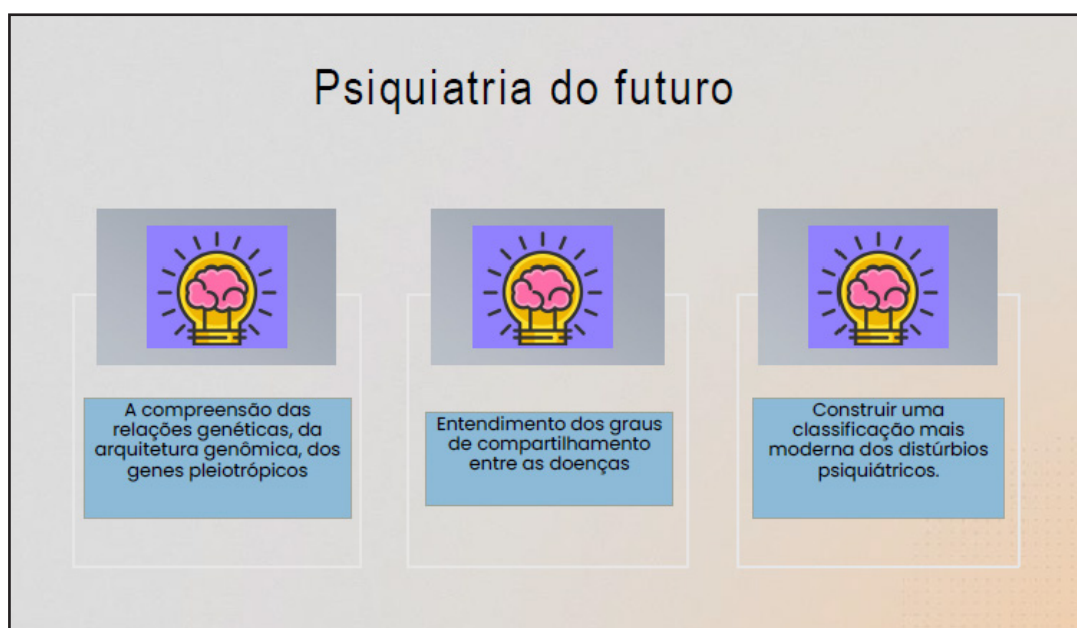 Psiquiatria do futuro
A compreensão das
relações genéticas, da
arquitetura genômica, dos
genes pleiotrópicos
Entendimento dos graus
de compartilhamento
entre as doenças
Construir uma
classificação mais
moderna dos distúrbios
psiquiátricos.